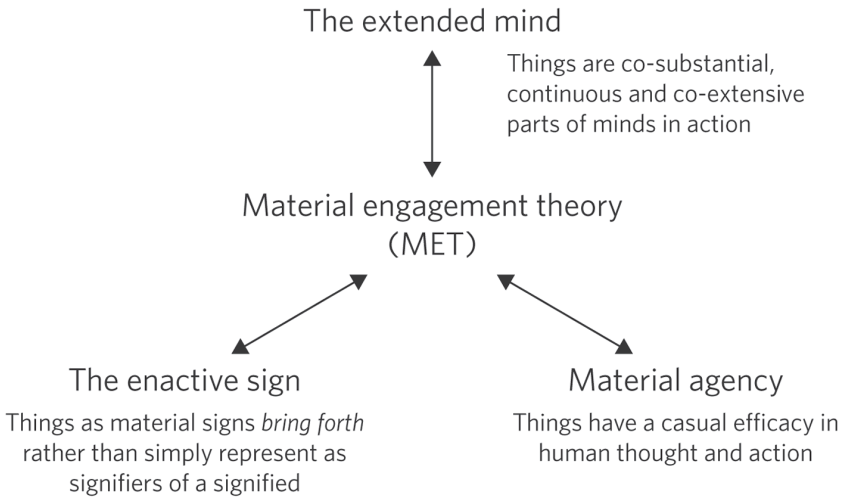 The extended mind
Things are co-substantial,
continuous and co-extensive
parts of minds in action
Material engagement theory
(MET)
The enactive sign
Things as material signs bring forth
rather than simply represent as
signifiers of a signified
Material agency
Things have a casual efficacy in
human thought and action